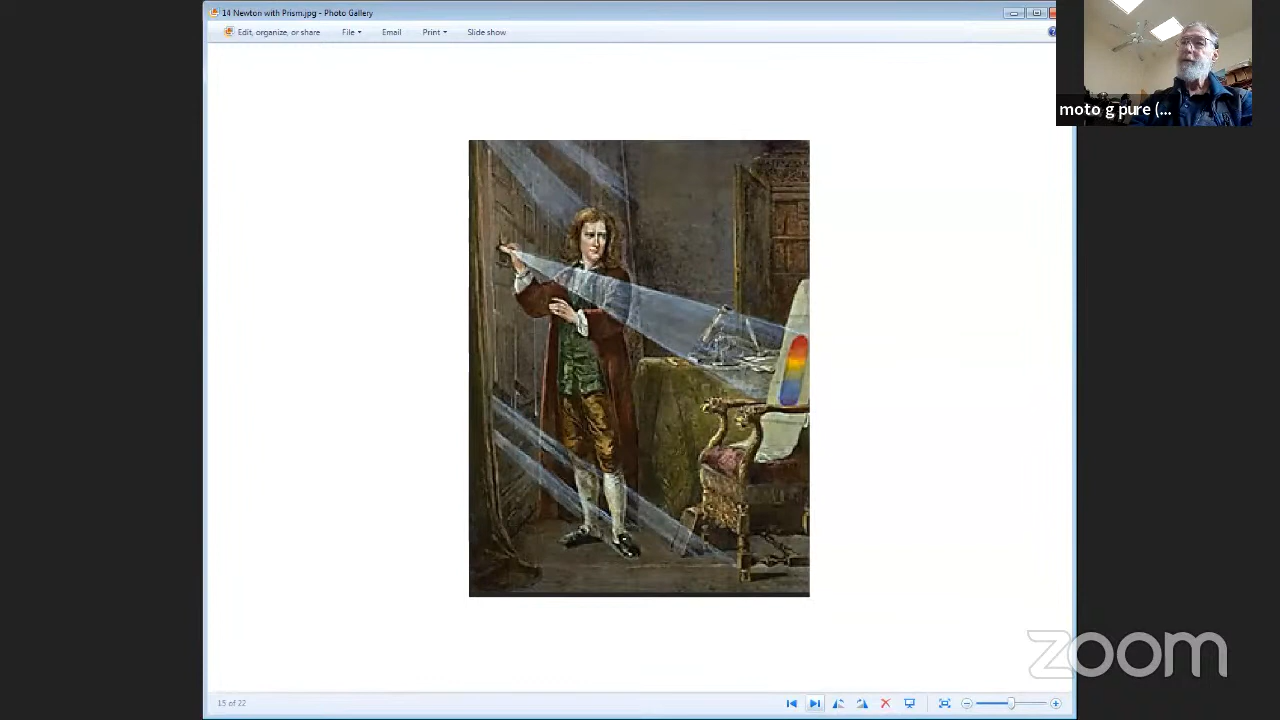 14 Newton with Prism.jpg - Photo Gallery
Edit, organize, or share File Email Print Slide show
moto g pure (...
zoom
15 of 22